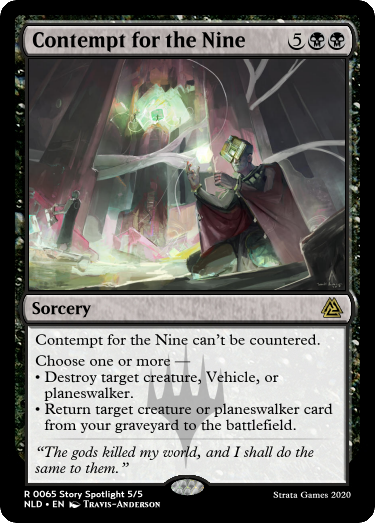 Contempt for the Nine 5
Sorcery
Contempt for the Nine can't be countered.
Choose one or more —
• Destroy target creature, Vehicle, or
planeswalker.
• Return target creature or planeswalker card
from your graveyard to the battlefield.
“The gods killed my world, and I shall do the
same to them.”
R 0065 Story Spotlight 5/5
NLD • EN Travis-Anderson
Strata Games 2020